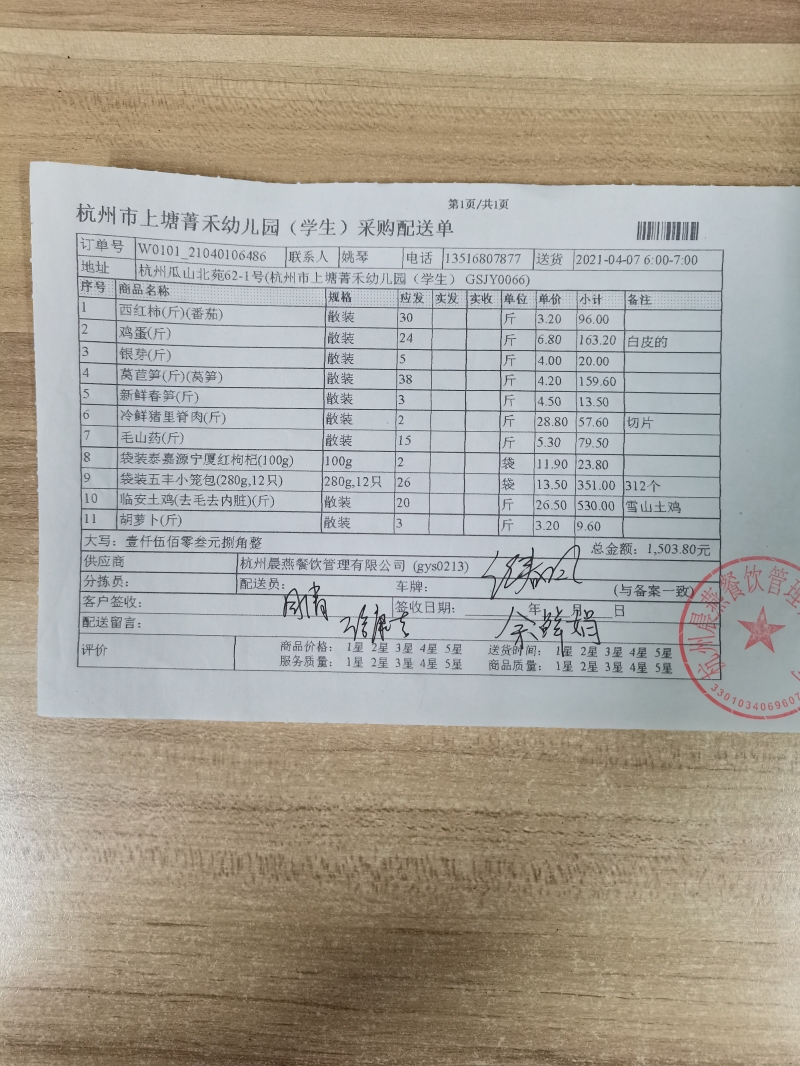 第1页/共1页
杭州市上塘菁禾幼儿园（学生）采购配送单
订单号 W0101_21040106486 联系人 姚琴 电话 13516807877 送货 2021-04-07 6:00-7:00
地址 杭州瓜山北苑62-1号(杭州市上塘菁禾幼儿园（学生） GSJY0066)
序号 商品名称 规格 应发 实发 实收 单位 单价 小计 备注
1 西红柿(斤)(番茄) 散装 30 斤 3.20 96.00
2 鸡蛋(斤) 散装 24 斤 6.80 163.20 白皮的
3 银芽(斤) 散装 5 斤 4.00 20.00
4 莴苣笋(斤)(莴笋) 散装 38 斤 4.20 159.60
5 新鲜春笋(斤) 散装 3 斤 4.50 13.50
6 冷鲜猪里脊肉(斤) 散装 2 斤 28.80 57.60 切片
7 毛山药(斤) 散装 15 斤 5.30 79.50
8 袋装泰嘉源宁厦红枸杞(100g) 100g 2 袋 11.90 23.80
9 袋装五丰小笼包(280g,12只) 280g,12只 26 袋 13.50 351.00 312个
10 临安土鸡(去毛去内脏)(斤) 散装 20 斤 26.50 530.00 雪山土鸡
11 胡萝卜(斤) 散装 3 斤 3.20 9.60
大写：壹仟伍佰零叁元捌角整 总金额：1,503.80元
供应商 杭州晨燕餐饮管理有限公司 (gys0213)
分拣员： 配送员： 车牌： (与备案一致)
客户签收： 签收日期： 年 月 日
配送留言：
评价 商品价格： 1星 2星 3星 4星 5星 送货时间： 1星 2星 3星 4星 5星
服务质量： 1星 2星 3星 4星 5星 商品质量： 1星 2星 3星 4星 5星
杭州晨燕餐饮管理
3301034069607